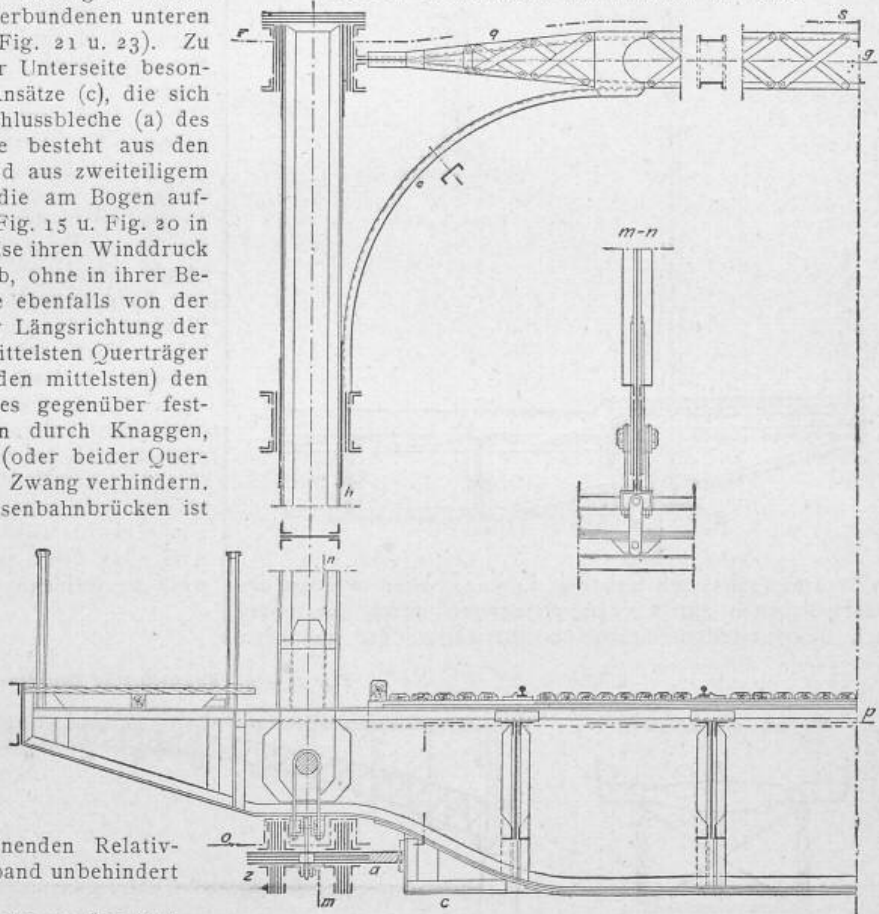 erbundenen unteren
Fig. 21 u. 23). Zu
r Unterseite beson-
nsätze (c), die sich
hlussbleche (a) des
e besteht aus den
d aus zweiteiligem
die am Bogen auf-
Fig. 15 u. Fig. 20 in
se ihren Winddruck
b, ohne in ihrer Be-
e ebenfalls von der
r Längsrichtung der
ittelsten Querträger
den mittelsten) den
es gegenüber fest-
n durch Knaggen,
(oder beider Quer-
Zwang verhindern.
senbahnbrücken ist
r
q
s
g
e
m-n
h
n
p
o
z
a
m
c
nenden Relativ-
band unbehindert